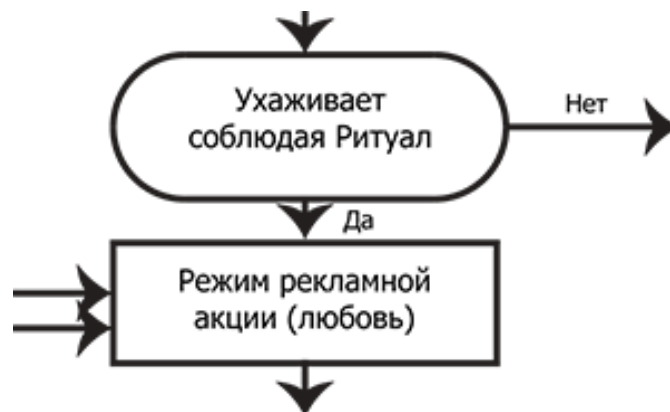 Ухаживает
соблюдая Ритуал
Нет
Да
Режим рекламной
акции (любовь)